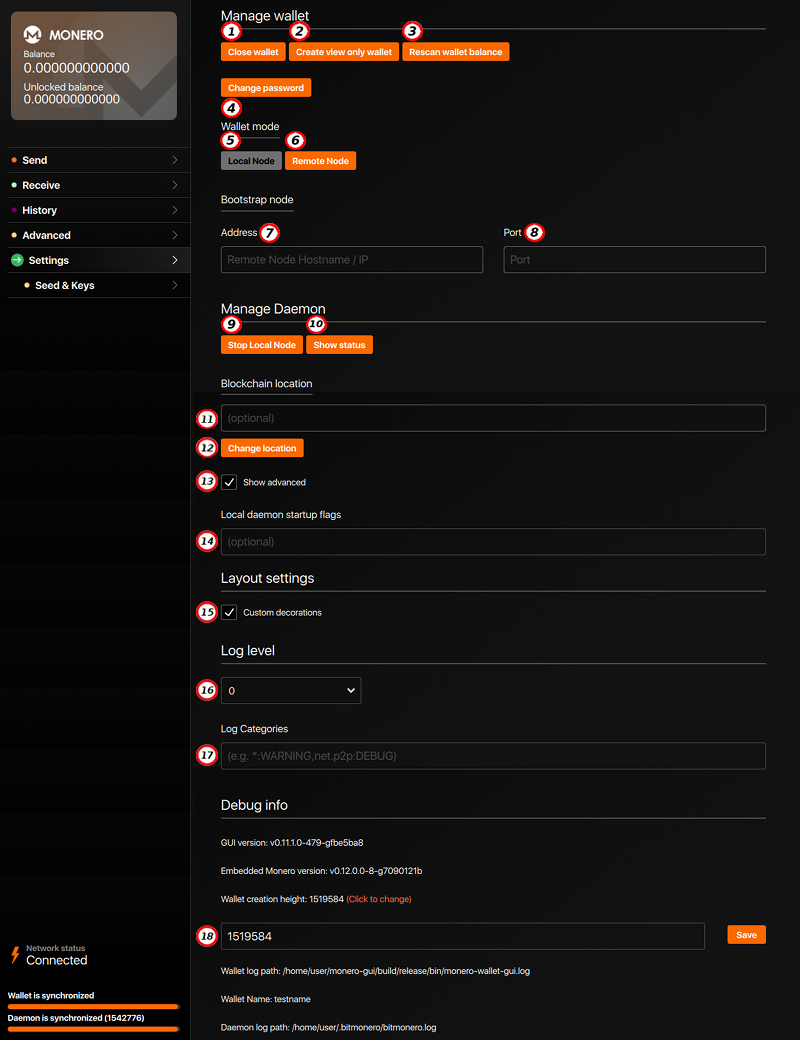 MONERO
Balance
0.000000000000
Unlocked balance
0.000000000000
Send
Receive
History
Advanced
Settings
Seed & Keys
Network status
Connected
Wallet is synchronized
Daemon is synchronized (1542776)
Manage wallet
1 2 3
Close wallet Create view only wallet Rescan wallet balance
Change password
4
Wallet mode
5 6
Local Node Remote Node
Bootstrap node
Address 7 Port 8
Remote Node Hostname / IP Port
Manage Daemon
9 10
Stop Local Node Show status
Blockchain location
11 (optional)
12 Change location
13 Show advanced
Local daemon startup flags
14 (optional)
Layout settings
15 Custom decorations
Log level
16 0
Log Categories
17 (e.g. *:WARNING,net.p2p:DEBUG)
Debug info
GUI version: v0.11.1.0-479-gfbe5ba8
Embedded Monero version: v0.12.0.0-8-g7090121b
Wallet creation height: 1519584 (Click to change)
18 1519584 Save
Wallet log path: /home/user/monero-gui/build/release/bin/monero-wallet-gui.log
Wallet Name: testname
Daemon log path: /home/user/.bitmonero/bitmonero.log